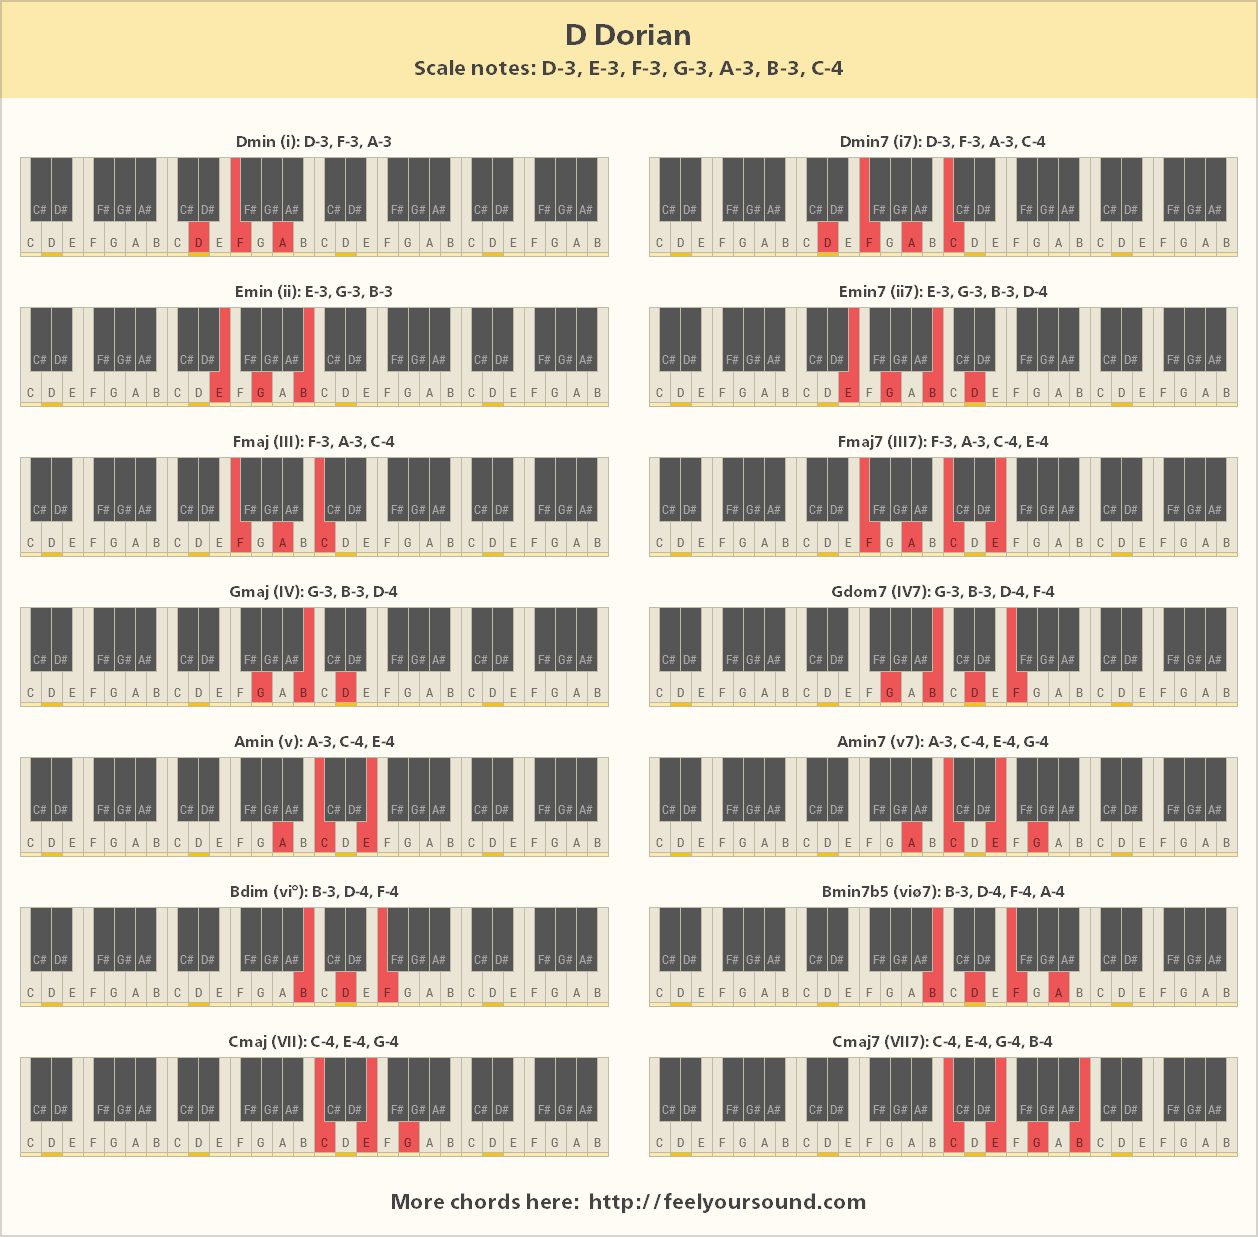 D Dorian
Scale notes: D-3, E-3, F-3, G-3, A-3, B-3, C-4
Dmin (i): D-3, F-3, A-3
C# D# F# G# A# C# D# F# G# A# C# D# F# G# A# C# D# F# G# A#
C D E F G A B C D E F G A B C D E F G A B C D E F G A B
Dmin7 (i7): D-3, F-3, A-3, C-4
C# D# F# G# A# C# D# F# G# A# C# D# F# G# A# C# D# F# G# A#
C D E F G A B C D E F G A B C D E F G A B C D E F G A B
Emin (ii): E-3, G-3, B-3
C# D# F# G# A# C# D# F# G# A# C# D# F# G# A# C# D# F# G# A#
C D E F G A B C D E F G A B C D E F G A B C D E F G A B
Emin7 (ii7): E-3, G-3, B-3, D-4
C# D# F# G# A# C# D# F# G# A# C# D# F# G# A# C# D# F# G# A#
C D E F G A B C D E F G A B C D E F G A B C D E F G A B
Fmaj (III): F-3, A-3, C-4
C# D# F# G# A# C# D# F# G# A# C# D# F# G# A# C# D# F# G# A#
C D E F G A B C D E F G A B C D E F G A B C D E F G A B
Fmaj7 (III7): F-3, A-3, C-4, E-4
C# D# F# G# A# C# D# F# G# A# C# D# F# G# A# C# D# F# G# A#
C D E F G A B C D E F G A B C D E F G A B C D E F G A B
Gmaj (IV): G-3, B-3, D-4
C# D# F# G# A# C# D# F# G# A# C# D# F# G# A# C# D# F# G# A#
C D E F G A B C D E F G A B C D E F G A B C D E F G A B
Gdom7 (IV7): G-3, B-3, D-4, F-4
C# D# F# G# A# C# D# F# G# A# C# D# F# G# A# C# D# F# G# A#
C D E F G A B C D E F G A B C D E F G A B C D E F G A B
Amin (v): A-3, C-4, E-4
C# D# F# G# A# C# D# F# G# A# C# D# F# G# A# C# D# F# G# A#
C D E F G A B C D E F G A B C D E F G A B C D E F G A B
Amin7 (v7): A-3, C-4, E-4, G-4
C# D# F# G# A# C# D# F# G# A# C# D# F# G# A# C# D# F# G# A#
C D E F G A B C D E F G A B C D E F G A B C D E F G A B
Bdim (vi°): B-3, D-4, F-4
C# D# F# G# A# C# D# F# G# A# C# D# F# G# A# C# D# F# G# A#
C D E F G A B C D E F G A B C D E F G A B C D E F G A B
Bmin7b5 (viø7): B-3, D-4, F-4, A-4
C# D# F# G# A# C# D# F# G# A# C# D# F# G# A# C# D# F# G# A#
C D E F G A B C D E F G A B C D E F G A B C D E F G A B
Cmaj (VII): C-4, E-4, G-4
C# D# F# G# A# C# D# F# G# A# C# D# F# G# A# C# D# F# G# A#
C D E F G A B C D E F G A B C D E F G A B C D E F G A B
Cmaj7 (VII7): C-4, E-4, G-4, B-4
C# D# F# G# A# C# D# F# G# A# C# D# F# G# A# C# D# F# G# A#
C D E F G A B C D E F G A B C D E F G A B C D E F G A B
More chords here: http://feelyoursound.com